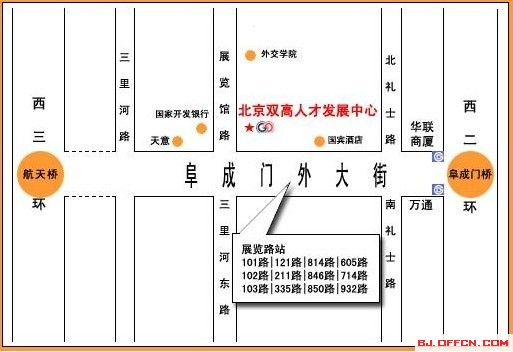 三里河路
展览馆路
外交学院
北礼士路
西三环
国家开发银行
北京双高人才发展中心
华联
商厦
西二环
天意
国宾酒店
航天桥
阜成门外大街
阜成门桥
三里河东路
南礼士路
万通
展览路站
101路|121路|814路|605路
102路|211路|846路|714路
103路|335路|850路|932路
BJ.OFFCN.COM